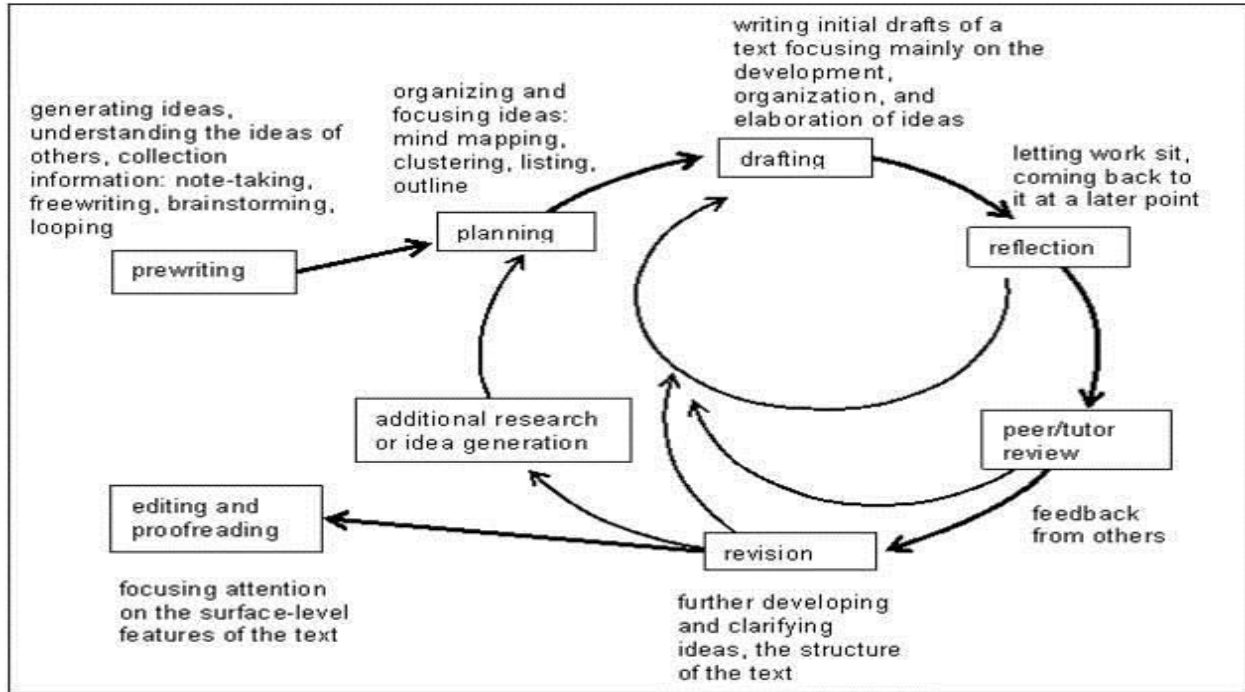 generating ideas,
understanding the ideas of
others, collection
information: note-taking,
freewriting, brainstorming,
looping
prewriting
organizing and
focusing ideas:
mind mapping,
clustering, listing,
outline
planning
writing initial drafts of a
text focusing mainly on the
development,
organization, and
elaboration of ideas
drafting
letting work sit,
coming back to
it at a later point
reflection
peer/tutor
review
feedback
from others
revision
further developing
and clarifying
ideas, the structure
of the text
additional research
or idea generation
editing and
proofreading
focusing attention
on the surface-level
features of the text